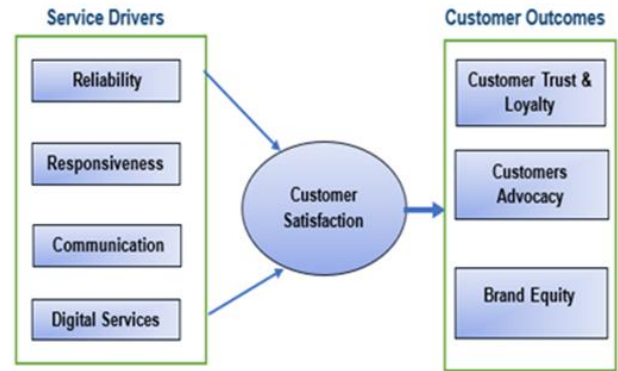 Service Drivers
Reliability
Responsiveness
Communication
Digital Services
Customer
Satisfaction
Customer Outcomes
Customer Trust &
Loyalty
Customers
Advocacy
Brand Equity